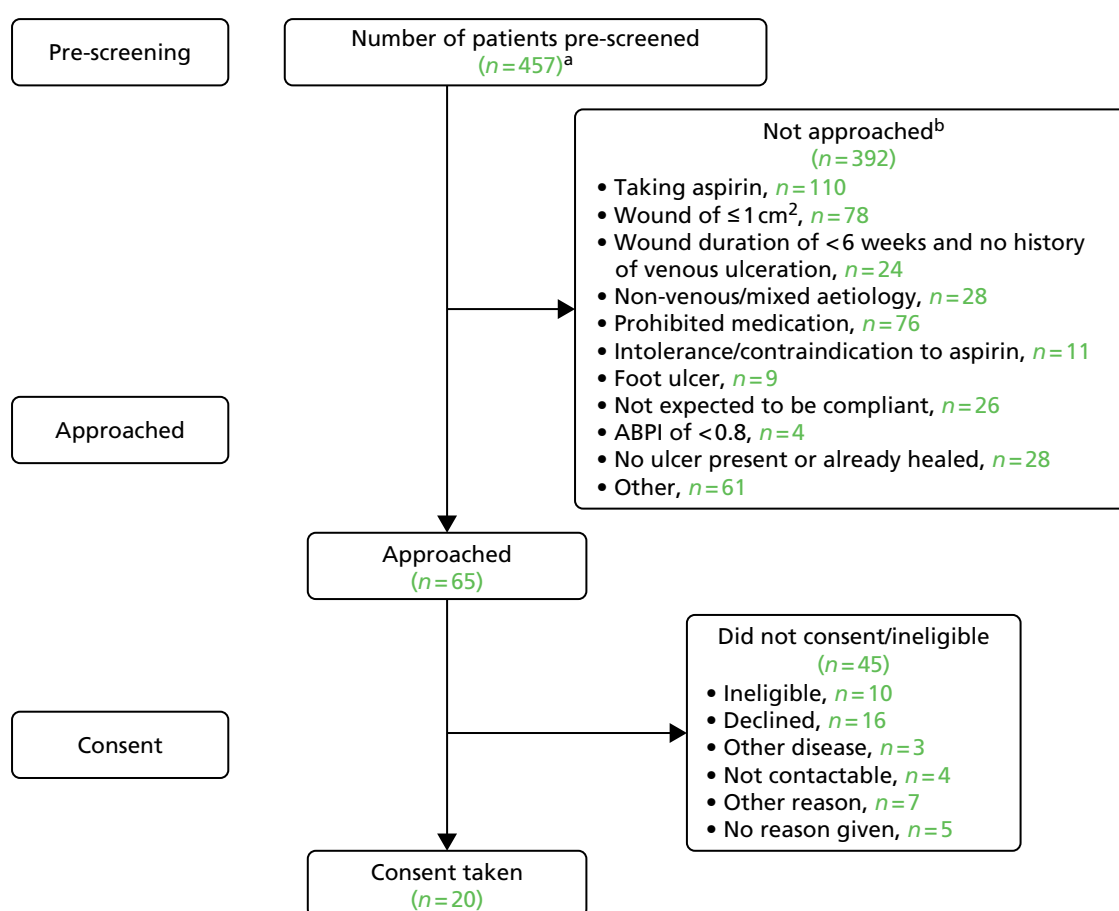 Pre-screening
Number of patients pre-screened
(n=457)ᵃ
Not approachedᵇ
(n=392)
• Taking aspirin, n=110
• Wound of ≤1cm², n=78
• Wound duration of <6 weeks and no history
of venous ulceration, n=24
• Non-venous/mixed aetiology, n=28
• Prohibited medication, n=76
• Intolerance/contraindication to aspirin, n=11
• Foot ulcer, n=9
• Not expected to be compliant, n=26
• ABPI of <0.8, n=4
• No ulcer present or already healed, n=28
• Other, n=61
Approached
Approached
(n=65)
Did not consent/ineligible
(n=45)
• Ineligible, n=10
• Declined, n=16
• Other disease, n=3
• Not contactable, n=4
• Other reason, n=7
• No reason given, n=5
Consent
Consent taken
(n=20)